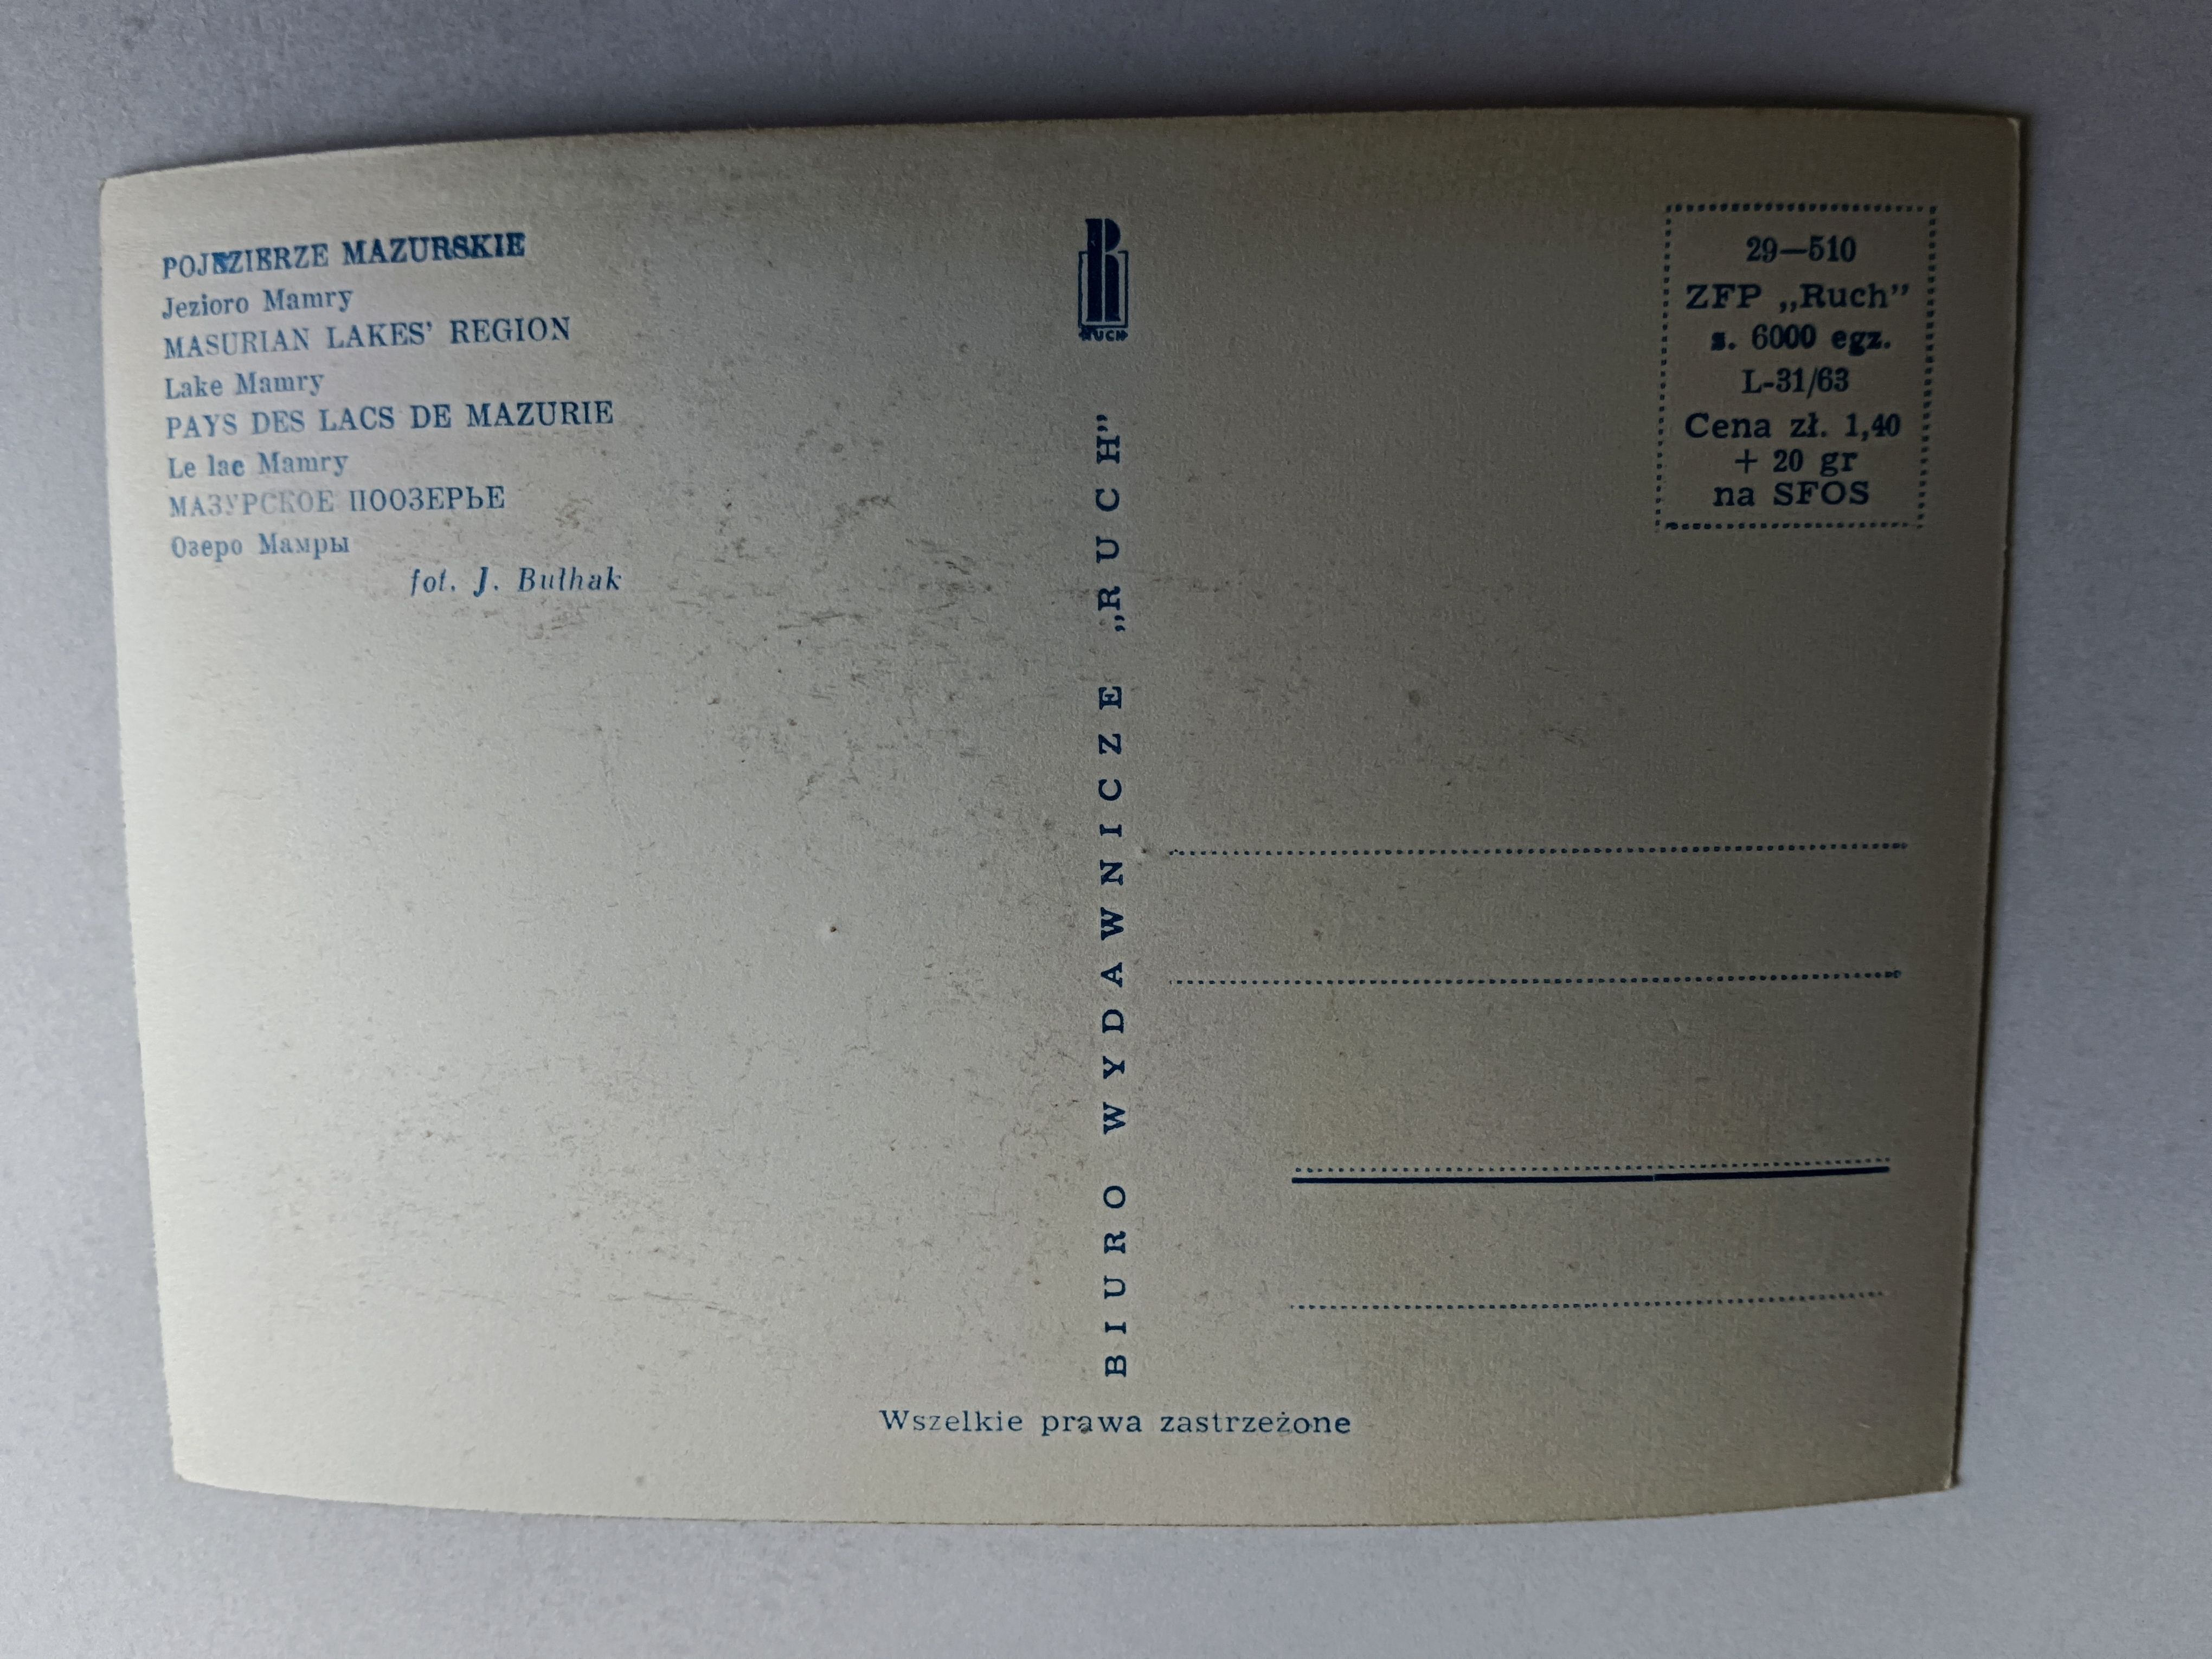 POJEZIERZE MAZURSKIE
Jezioro Mamry
MASURIAN LAKES' REGION
Lake Mamry
PAYS DES LACS DE MAZURIE
Le lac Mamry
МАЗУРСКОЕ ПООЗЕРЬЕ
Озеро Мамры
fot. J. Bułhak
R
RUCH
BIURO WYDAWNICZE „RUCH”
29—510
ZFP „Ruch”
s. 6000 egz.
L-31/63
Cena zł. 1,40
+ 20 gr
na SFOS
Wszelkie prawa zastrzeżone